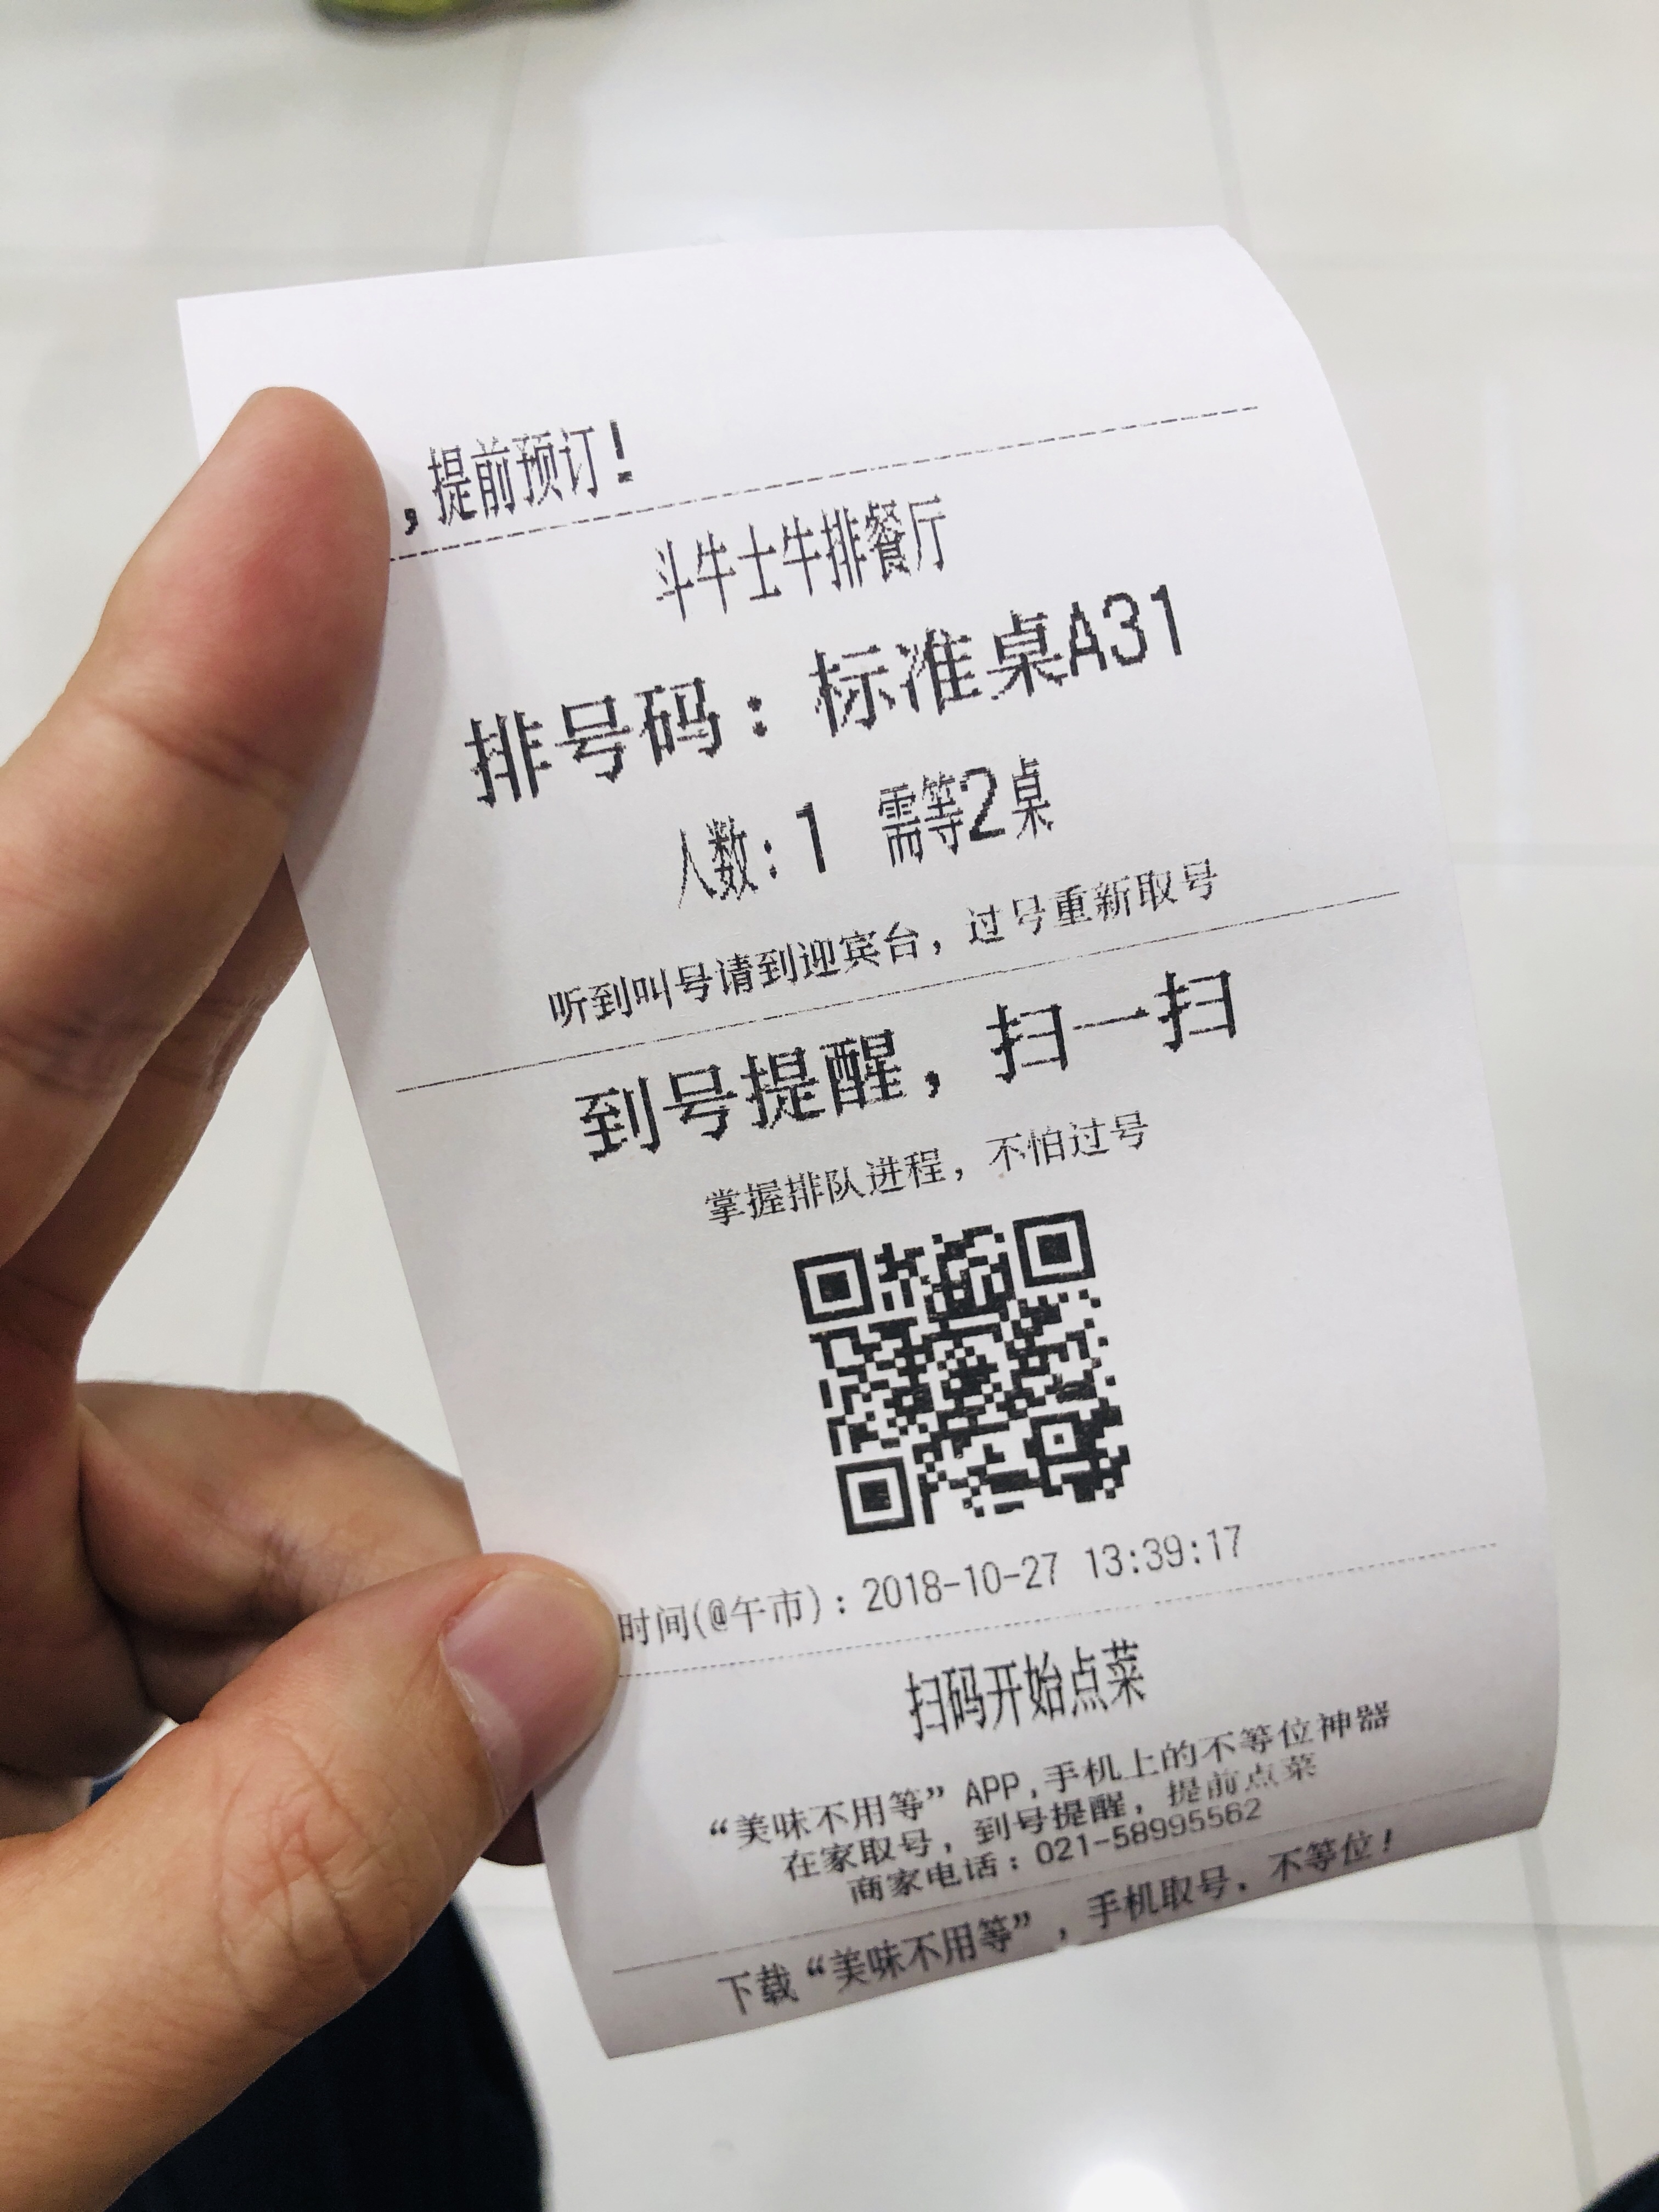 ，提前预订！
斗牛士牛排餐厅
排号码：标准桌A31
人数：1 需等2桌
听到叫号请到迎宾台，过号重新取号
到号提醒，扫一扫
掌握排队进程，不怕过号
时间(@午市)：2018-10-27 13:39:17
扫码开始点菜
“美味不用等”APP，手机上的不等位神器
在家取号，到号提醒，提前点菜
商家电话：021-58995562
下载“美味不用等”，手机取号，不等位！